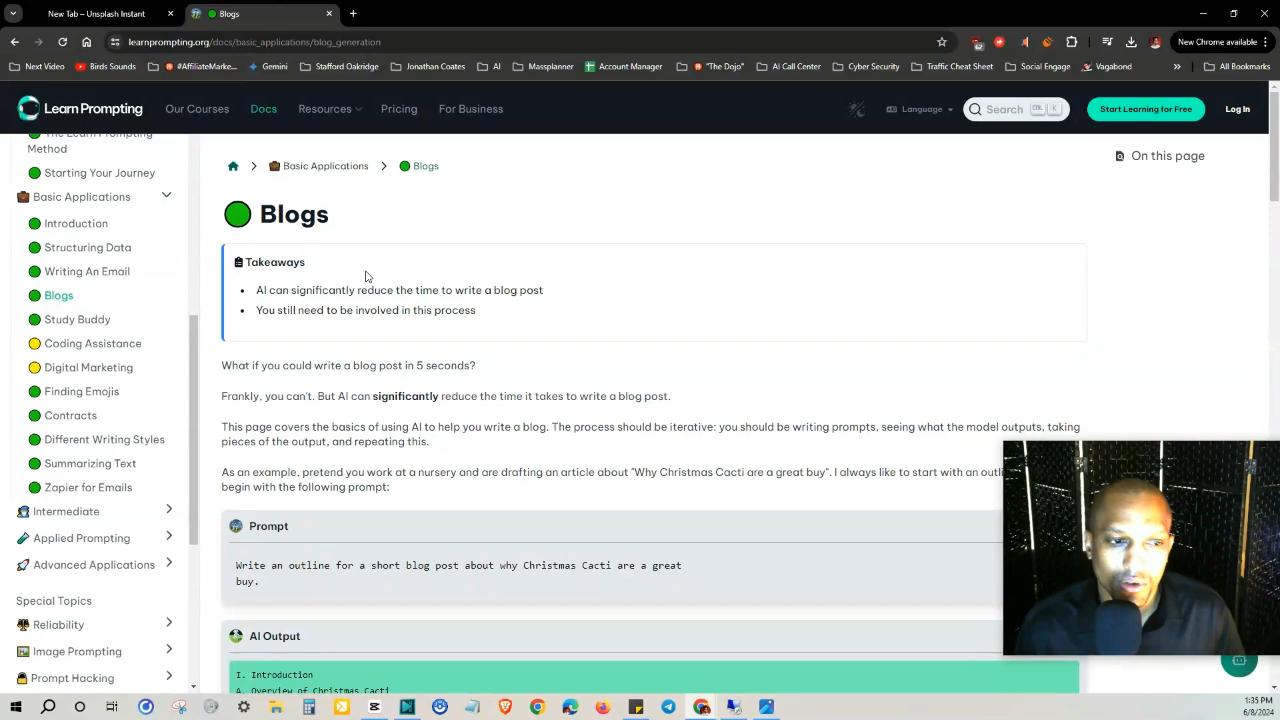 New Tab – Unsplash Instant
Blogs
learnprompting.org/docs/basic_applications/blog_generation
New Chrome available
Next Video
Birds Sounds
#AffiliateMarke...
Gemini
Stafford Oakridge
Jonathan Coates
AI
Massplanner
Account Manager
"The Dojo"
Ai Call Center
Cyber Security
Traffic Cheat Sheet
Social Engage
Vagabond
All Bookmarks
Learn Prompting
Our Courses
Docs
Resources
Pricing
For Business
Language
Search
CTRL K
Start Learning for Free
Log In
The Learn Prompting
Method
Starting Your Journey
Basic Applications
Introduction
Structuring Data
Writing An Email
Blogs
Study Buddy
Coding Assistance
Digital Marketing
Finding Emojis
Contracts
Different Writing Styles
Summarizing Text
Zapier for Emails
Intermediate
Applied Prompting
Advanced Applications
Special Topics
Reliability
Image Prompting
Prompt Hacking
Basic Applications
Blogs
On this page
Blogs
Takeaways
• AI can significantly reduce the time to write a blog post
• You still need to be involved in this process
What if you could write a blog post in 5 seconds?
Frankly, you can't. But AI can significantly reduce the time it takes to write a blog post.
This page covers the basics of using AI to help you write a blog. The process should be iterative: you should be writing prompts, seeing what the model outputs, taking
pieces of the output, and repeating this.
As an example, pretend you work at a nursery and are drafting an article about "Why Christmas Cacti are a great buy". I always like to start with an outli
begin with the following prompt:
Prompt
Write an outline for a short blog post about why Christmas Cacti are a great
buy.
AI Output
I. Introduction
A. Overview of Christmas Cacti
1:35 PM
6/8/2024